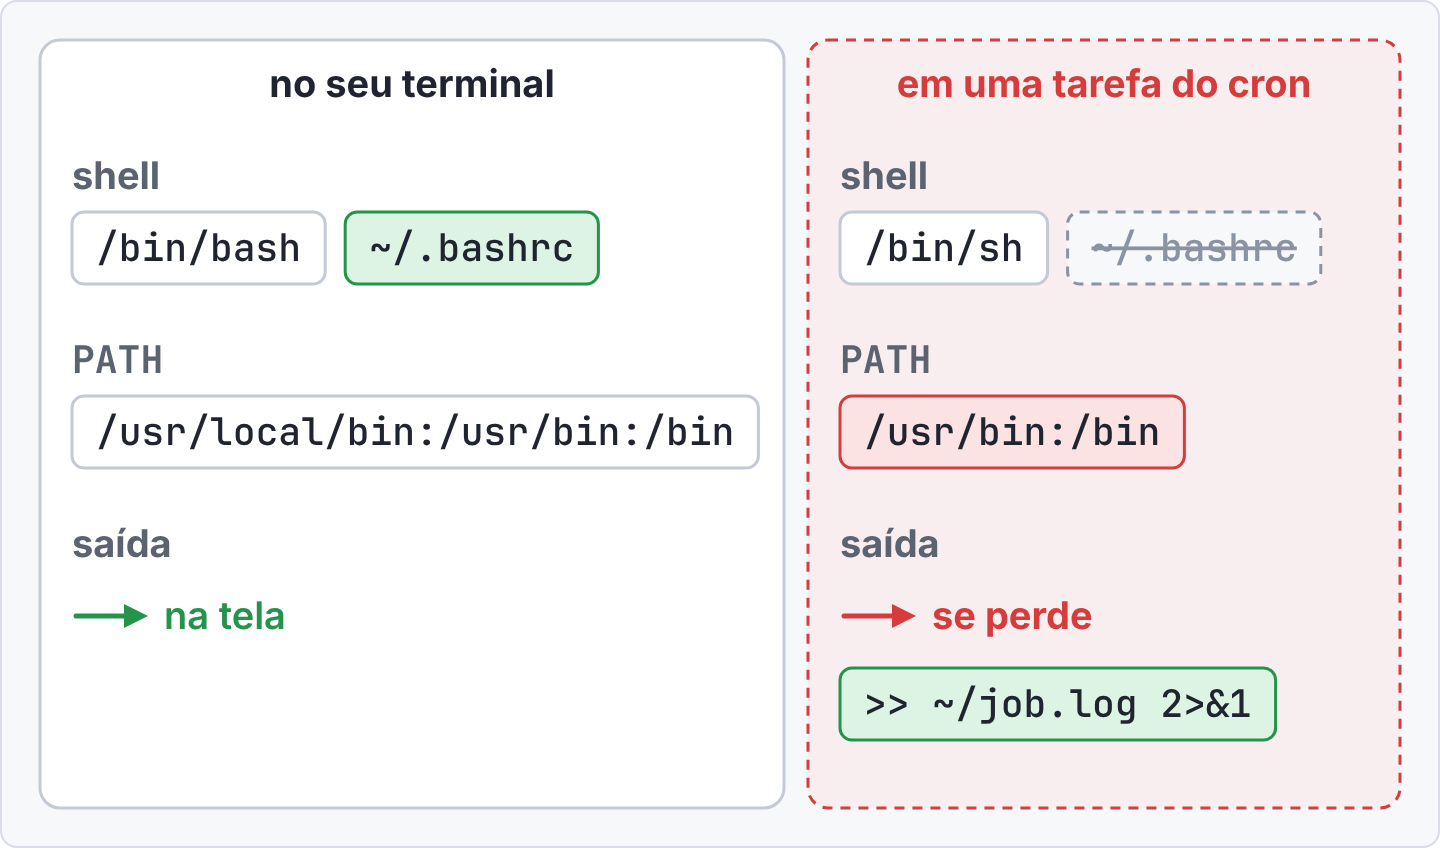 no seu terminal
shell
/bin/bash
~/.bashrc
PATH
/usr/local/bin:/usr/bin:/bin
saída
na tela
em uma tarefa do cron
shell
/bin/sh
~/.bashrc
PATH
/usr/bin:/bin
saída
se perde
>> ~/job.log 2>&1